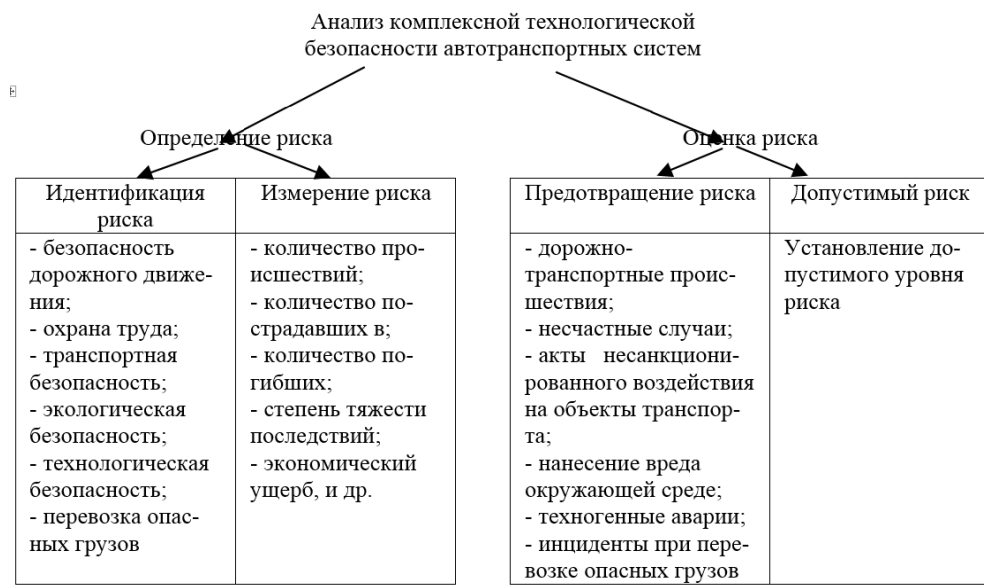 Анализ комплексной технологической
безопасности автотранспортных систем
Определение риска
Оценка риска
Идентификация
риска
Измерение риска
- безопасность
дорожного движе-
ния;
- охрана труда;
- транспортная
безопасность;
- экологическая
безопасность;
- технологическая
безопасность;
- перевозка опас-
ных грузов
- количество про-
исшествий;
- количество по-
страдавших в;
- количество по-
гибших;
- степень тяжести
последствий;
- экономический
ущерб, и др.
Предотвращение риска
Допустимый риск
- дорожно-
транспортные проис-
шествия;
- несчастные случаи;
- акты несанкциони-
рованного воздействия
на объекты транспор-
та;
- нанесение вреда
окружающей среде;
- техногенные аварии;
- инциденты при пере-
возке опасных грузов
Установление до-
пустимого уровня
риска